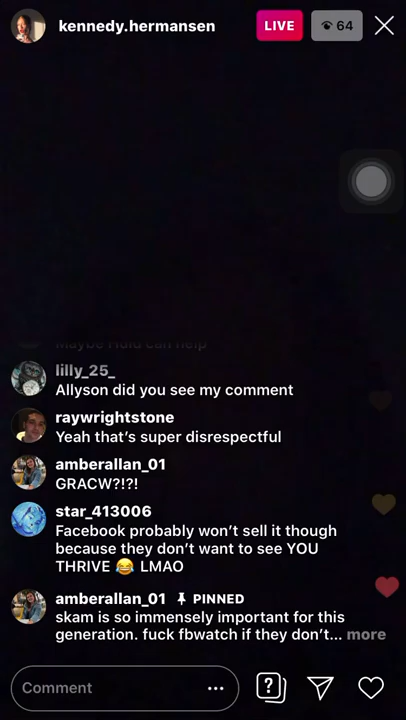 kennedy.hermansen
LIVE
64
maybe Hulu can help
lilly_25_
Allyson did you see my comment
raywrightstone
Yeah that's super disrespectful
amberallan_01
GRACW?!?!
star_413006
Facebook probably won't sell it though
because they don't want to see YOU
THRIVE 😂 LMAO
amberallan_01 PINNED
skam is so immensely important for this
generation. fuck fbwatch if they don't... more
Comment